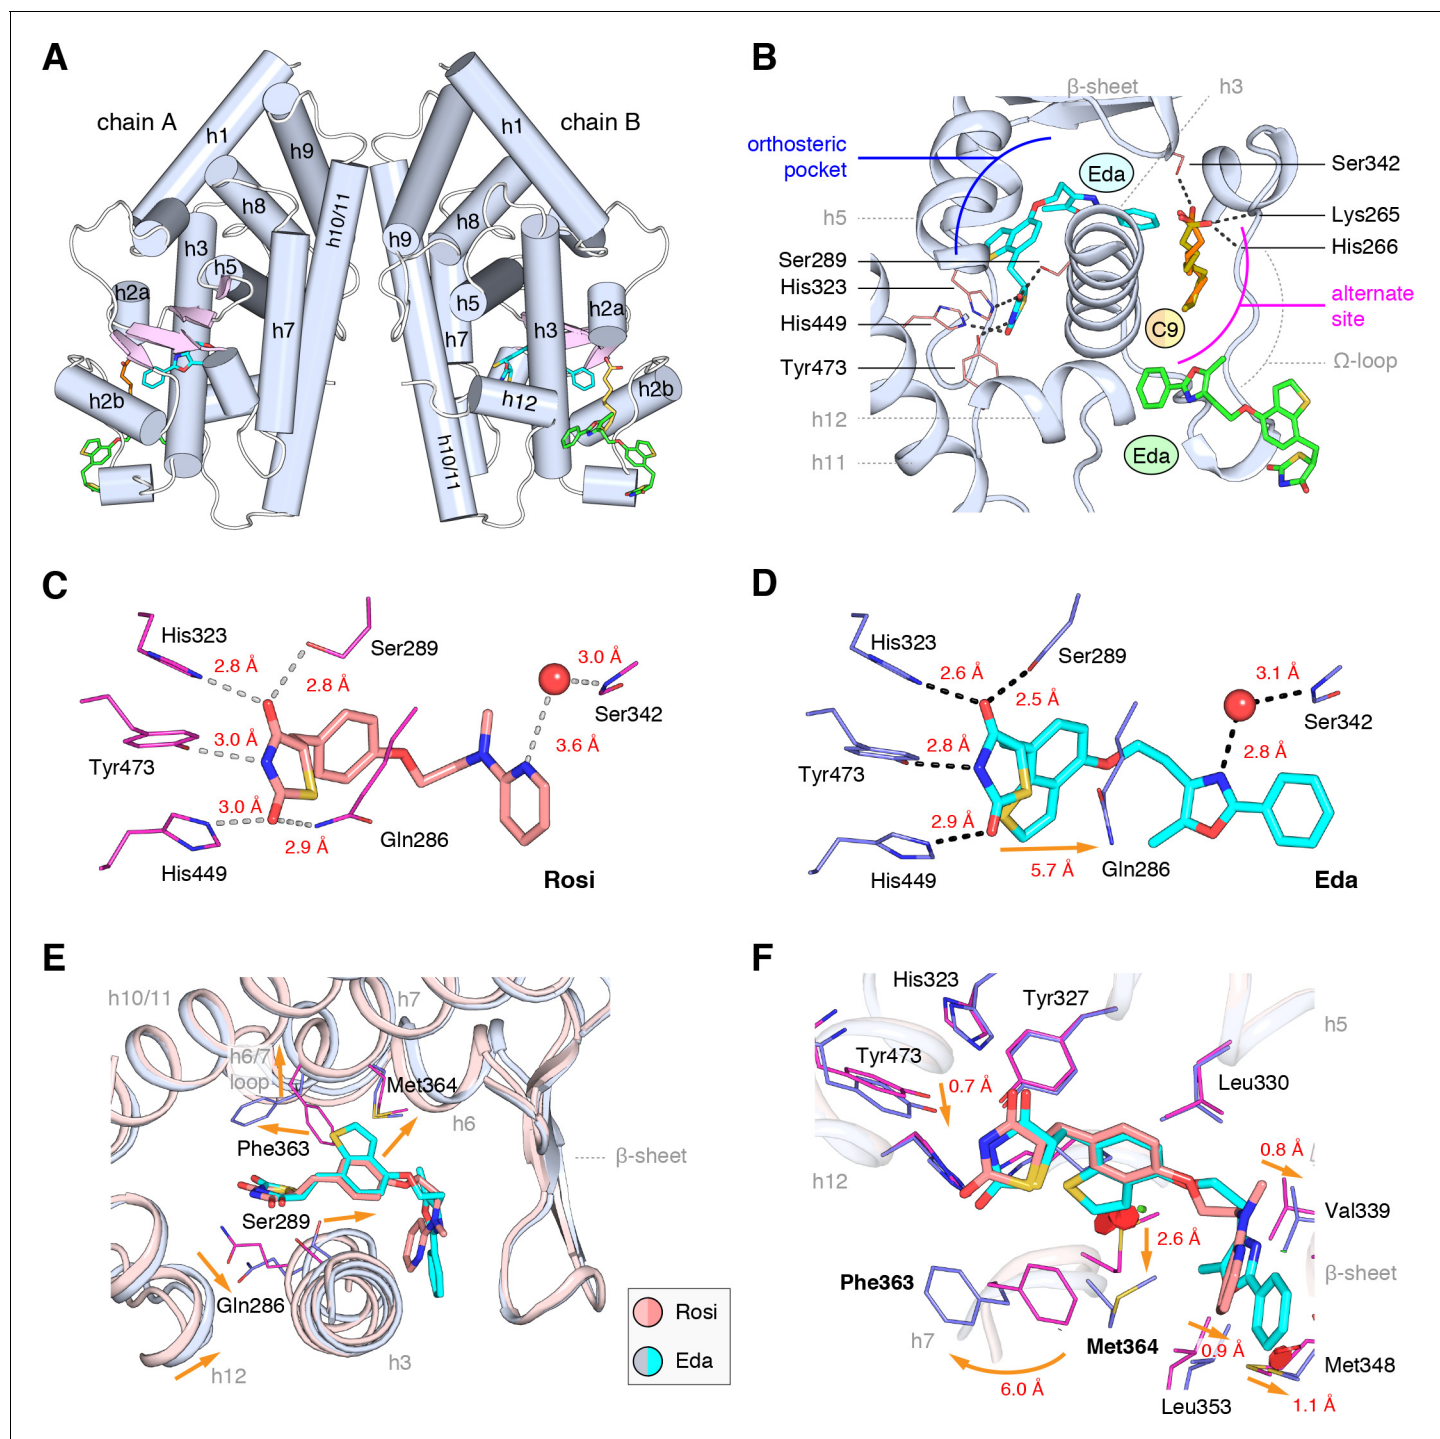 A
chain A
chain B
h1
h9
h10/11
h8
h3
h5
h2a
h7
h2b
h1
h8
h9
h5
h7
h3
h2a
h12
h2b
h10/11
B
β-sheet
h3
orthosteric
pocket
Eda
Ser342
h5
Lys265
Ser289
His266
His323
alternate
site
His449
C9
Tyr473
Ω-loop
h12
Eda
h11
C
His323
Ser289
2.8 Å
2.8 Å
3.0 Å
Ser342
3.0 Å
3.6 Å
Tyr473
3.0 Å
Gln286
2.9 Å
His449
Rosi
D
His323
Ser289
2.6 Å
2.5 Å
3.1 Å
Ser342
2.8 Å
2.8 Å
Tyr473
2.9 Å
Gln286
5.7 Å
His449
Eda
E
h10/11
h7
h6/7
loop
Met364
h6
Phe363
β-sheet
Ser289
Gln286
h12
h3
Rosi
Eda
F
His323
Tyr327
h5
Tyr473
0.7 Å
Leu330
0.8 Å
h12
Val339
2.6 Å
β-sheet
Phe363
h7
Met364
0.9 Å
Met348
6.0 Å
Leu353
1.1 Å